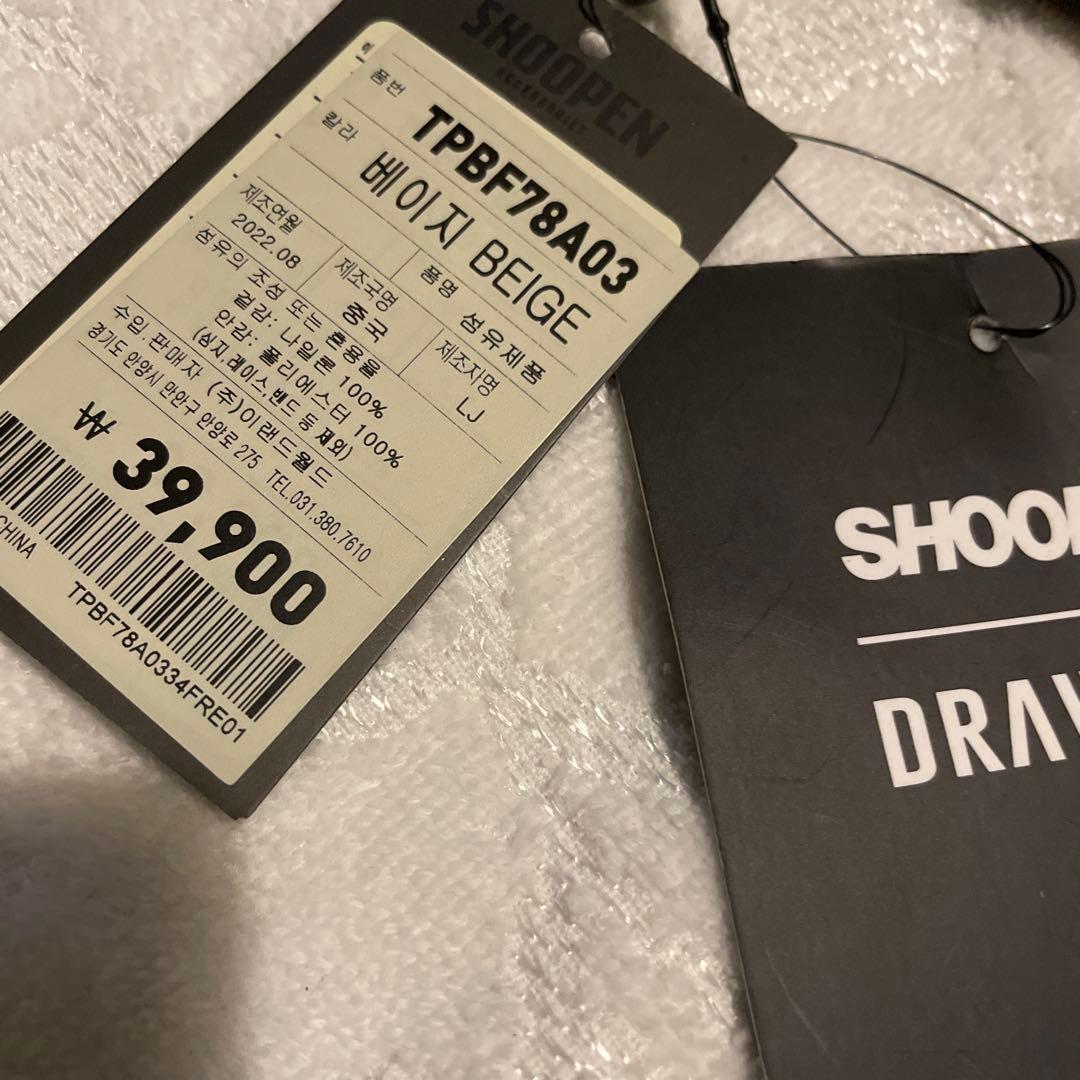 SHOOPEN
품번
TPBF78A03
칼라
베이지 BEIGE
제조연월
2022.08
제조국명
중국
품명
섬유제품
제조자명
LJ
섬유의 조성 또는 혼용율
겉감: 나일론 100%
안감: 폴리에스터 100%
(심지,레이스,밴드 등 제외)
수입 판매자 (주)이랜드월드
경기도 안양시 만안구 안양로 275 TEL.031.380.7610
₩ 39,900
CHINA
TPBF78A0334FRE01
SHOO
DRA